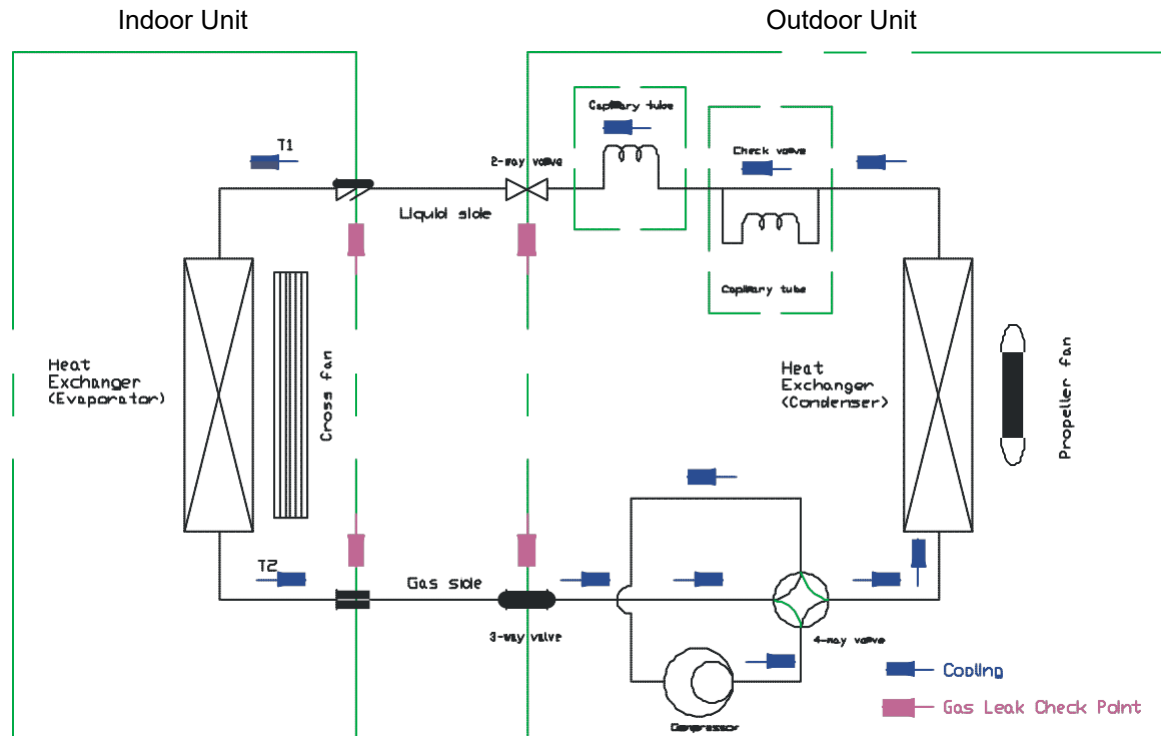 Indoor Unit
Outdoor Unit
Capillary tube
T1
2-way valve
Check valve
Liquid side
Capillary tube
Heat
Exchanger
(Evaporator)
Cross fan
Heat
Exchanger
(Condenser)
Propeller fan
T2
Gas side
3-way valve
4-way valve
Compressor
Cooling
Gas Leak Check Point